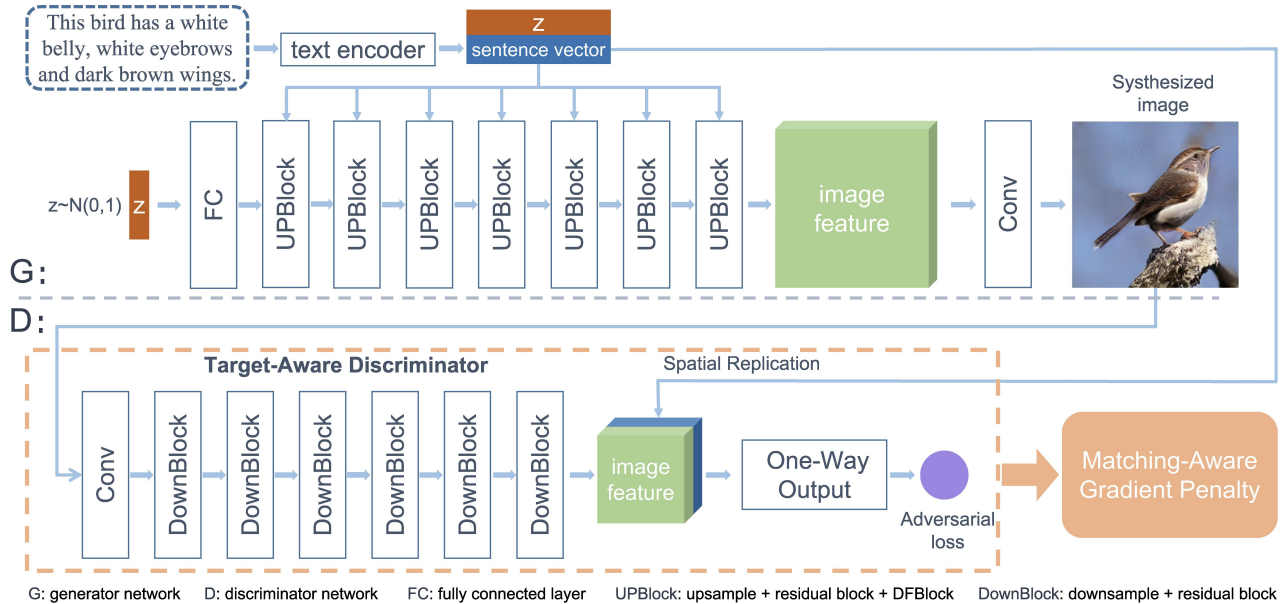 This bird has a white
belly, white eyebrows
and dark brown wings.
text encoder
z
sentence vector
Systhesized
image
z~N(0,1)
z
FC
UPBlock
UPBlock
UPBlock
UPBlock
UPBlock
UPBlock
UPBlock
image
feature
Conv
G:
D:
Target-Aware Discriminator
Spatial Replication
Conv
DownBlock
DownBlock
DownBlock
DownBlock
DownBlock
DownBlock
image
feature
One-Way
Output
Adversarial
loss
Matching-Aware
Gradient Penalty
G: generator network D: discriminator network FC: fully connected layer UPBlock: upsample + residual block + DFBlock DownBlock: downsample + residual block